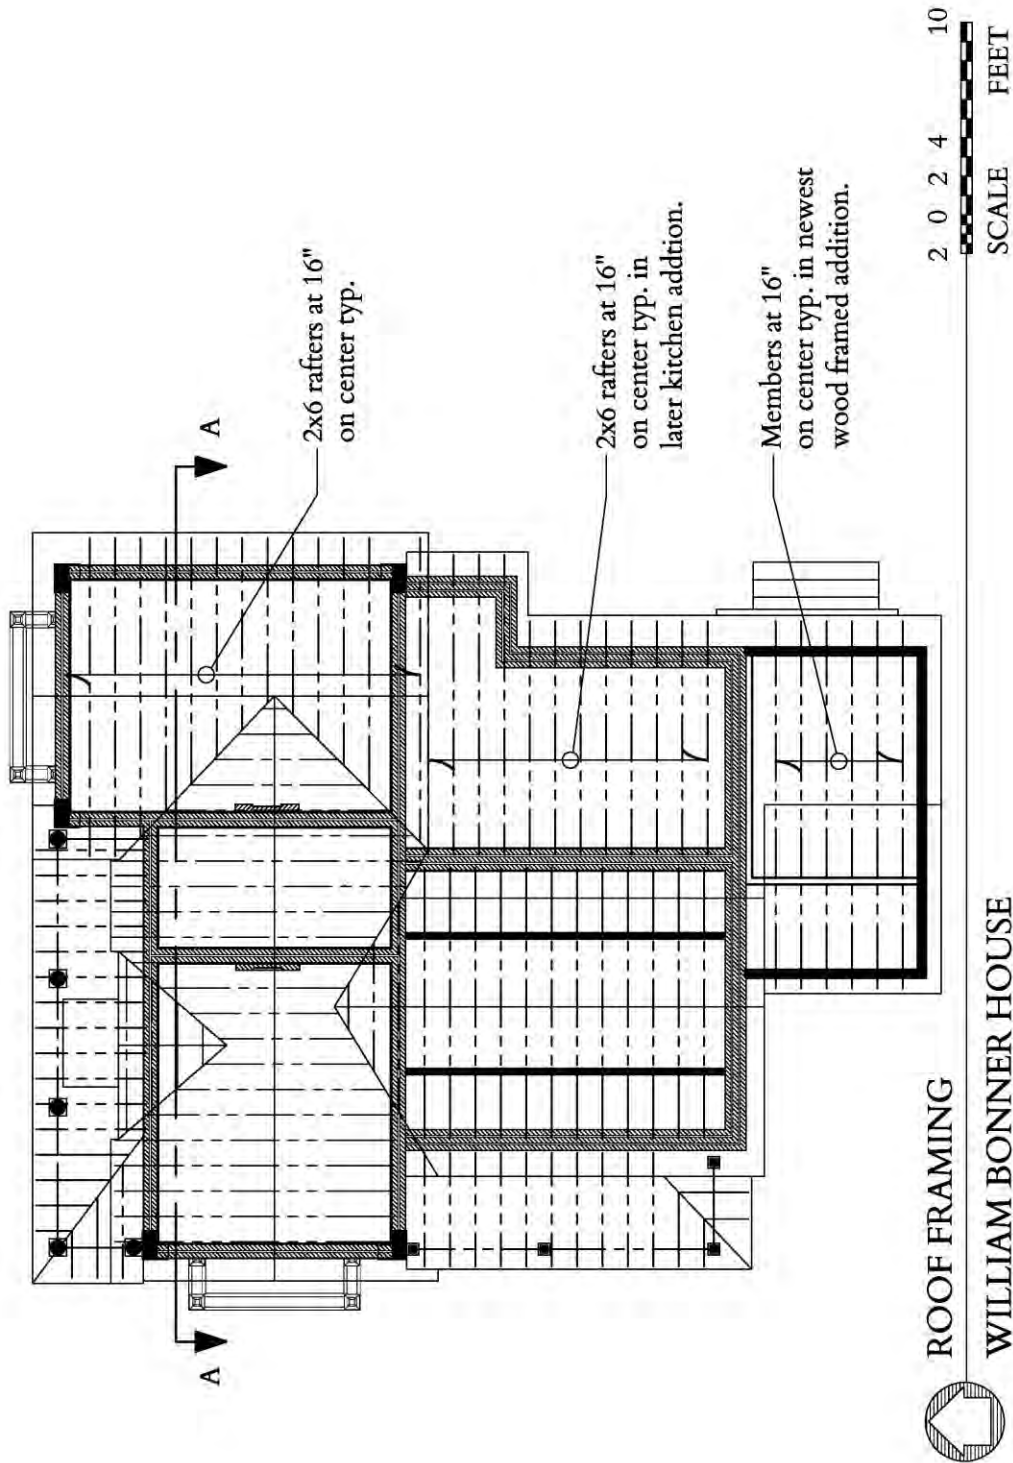 A
2x6 rafters at 16"
on center typ.
2x6 rafters at 16"
on center typ. in
later kitchen addtion.
Members at 16"
on center typ. in newest
wood framed addition.
A
ROOF FRAMING
WILLIAM BONNER HOUSE
2 0 2 4 10
SCALE FEET